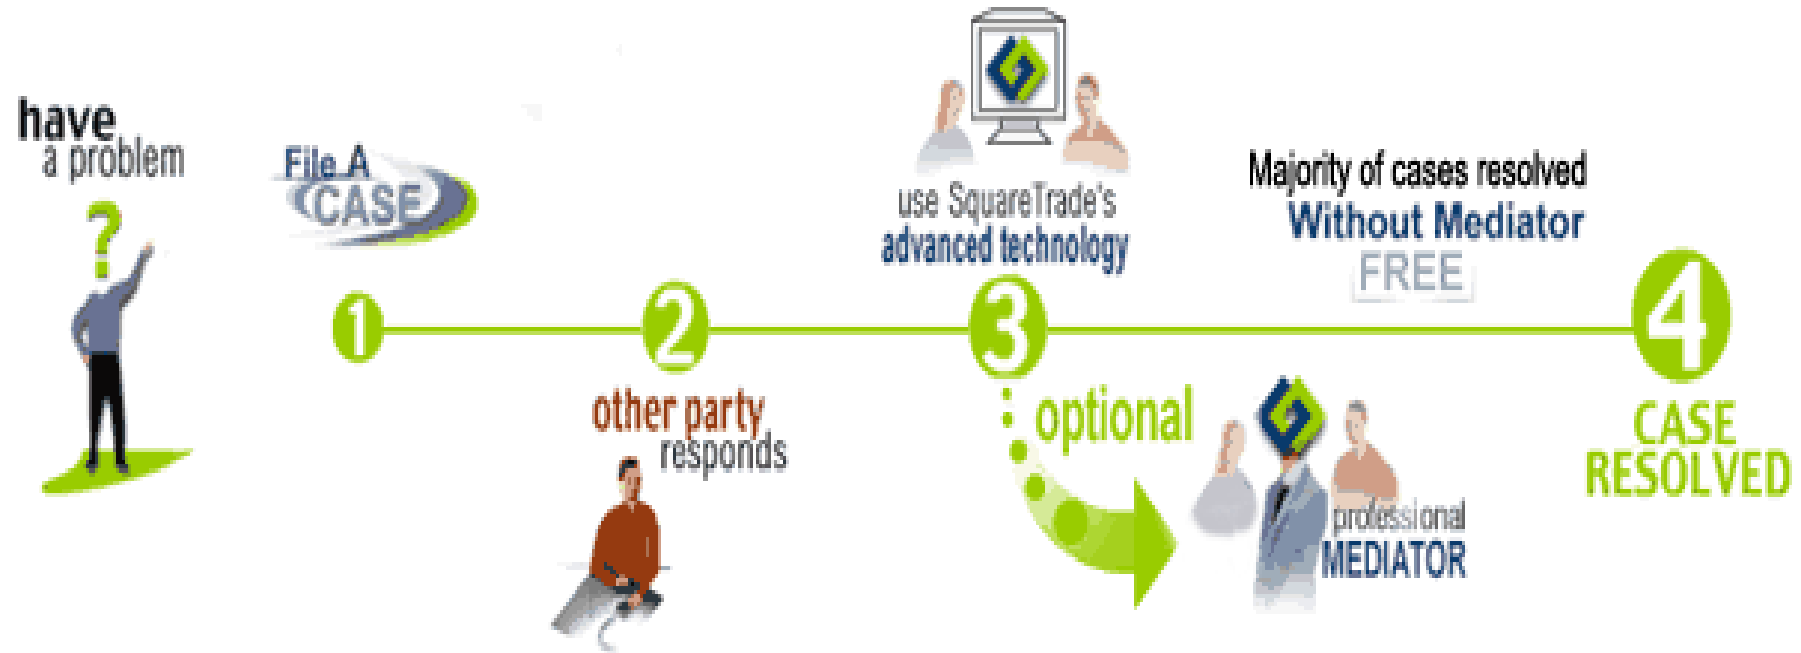 have
a problem
?
File A
CASE
1
2
other party
responds
use SquareTrade's
advanced technology
3
optional
professional
MEDIATOR
Majority of cases resolved
Without Mediator
FREE
4
CASE
RESOLVED